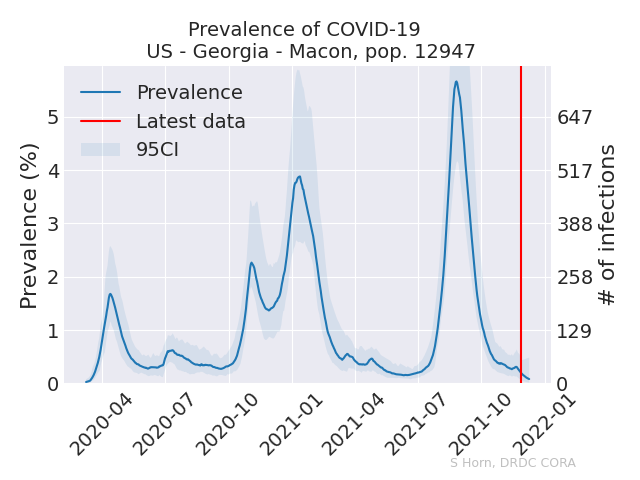 Prevalence of COVID-19
US - Georgia - Macon, pop. 12947
Prevalence
Latest data
95CI
Prevalence (%)
5
4
3
2
1
0
647
517
388
258
129
0
# of infections
2020-04
2020-07
2020-10
2021-01
2021-04
2021-07
2021-10
2022-01
S Horn, DRDC CORA